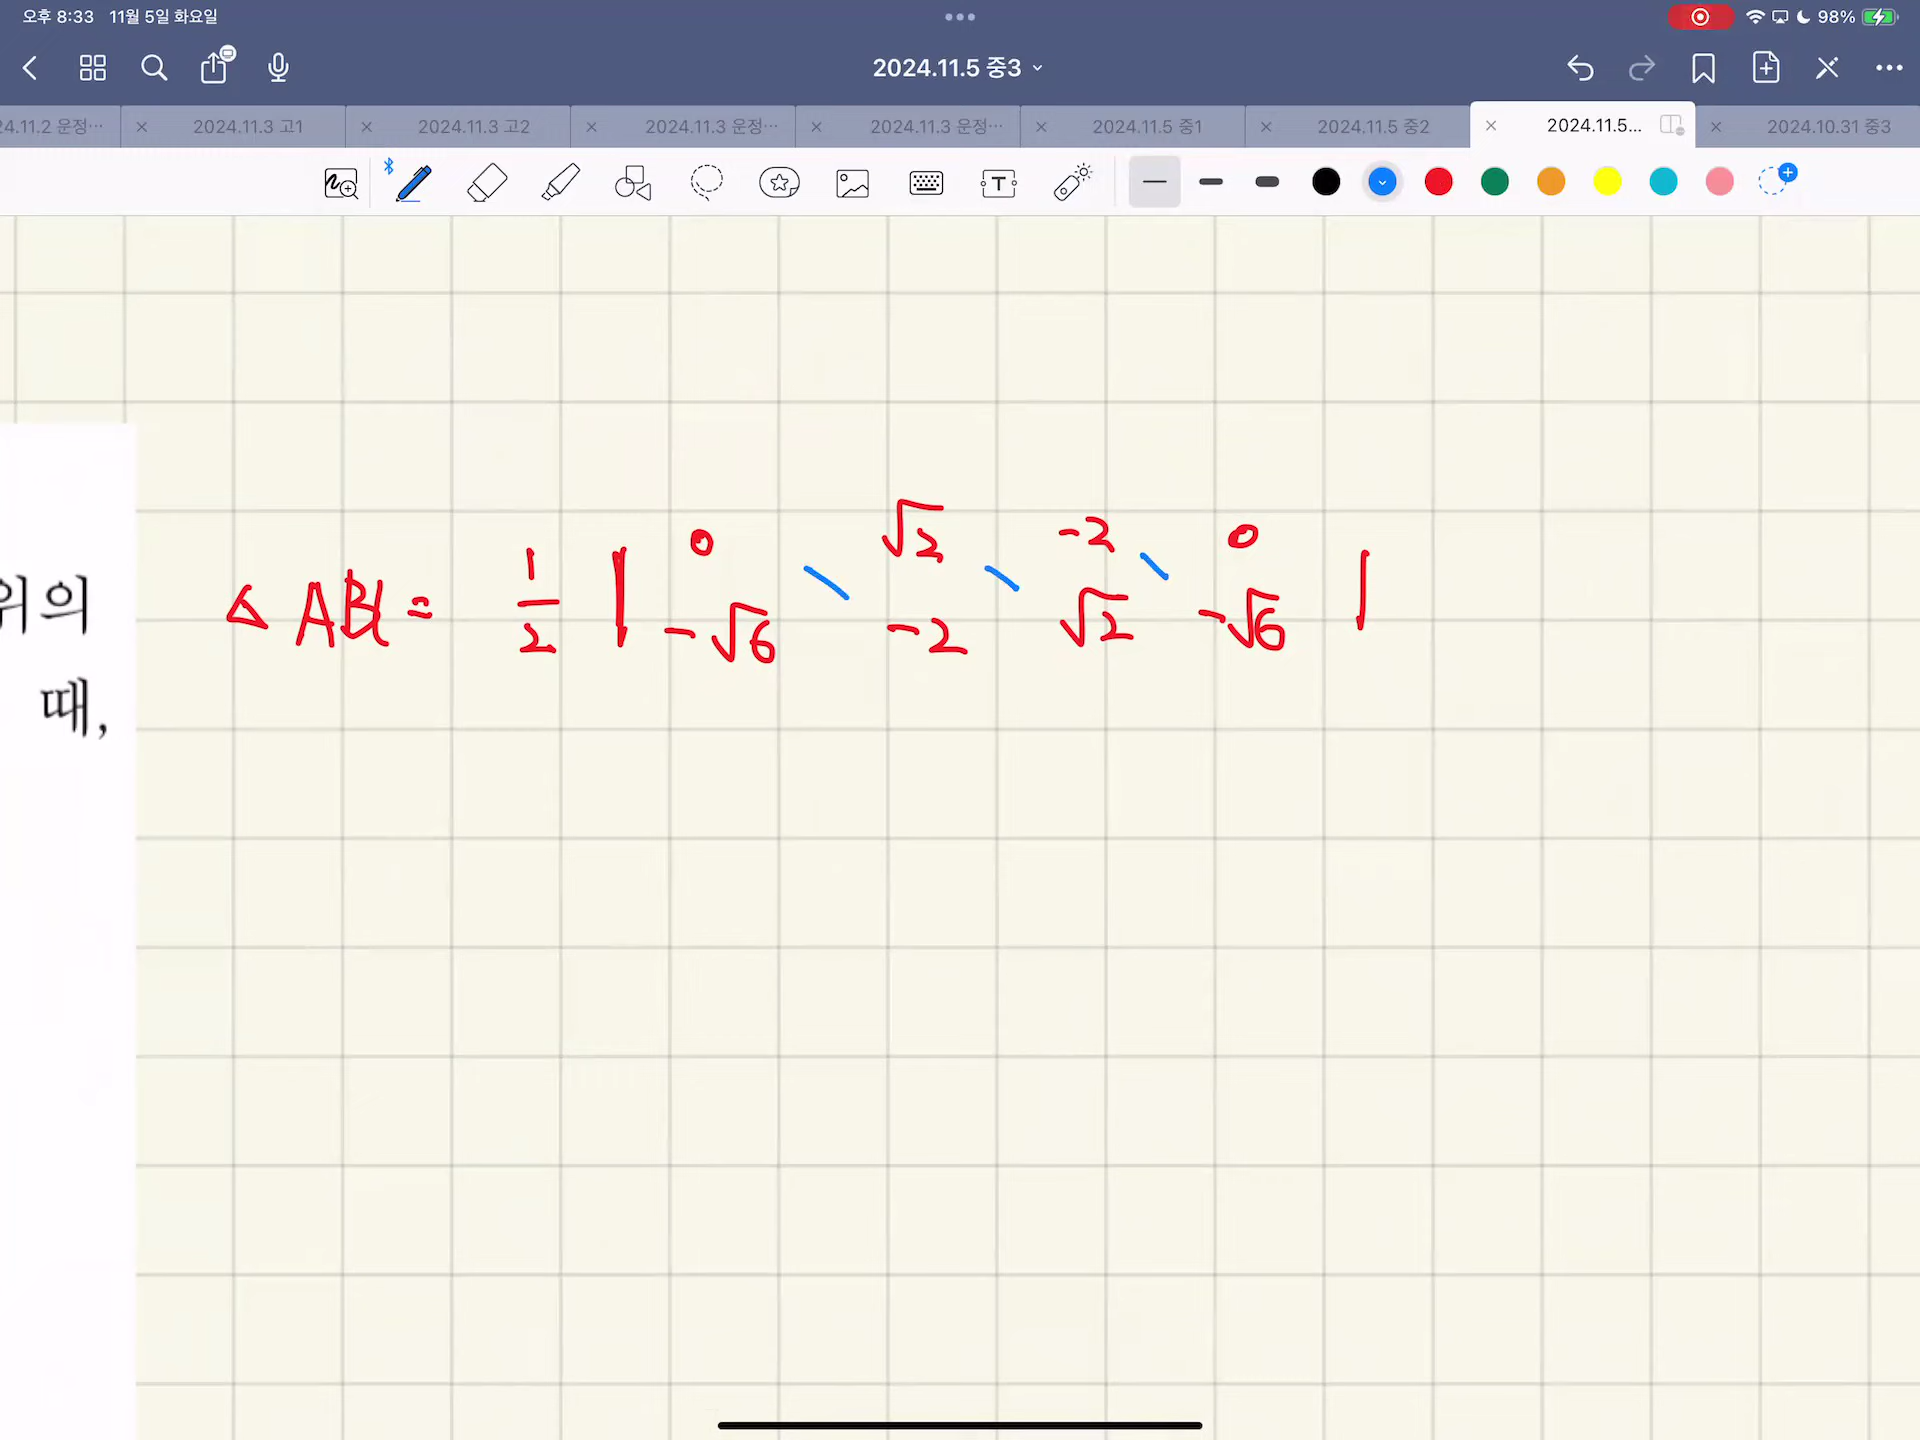 오후 8:33 11월 5일 화요일
98%
2024.11.5 중3
24.11.2 운정…
2024.11.3 고1
2024.11.3 고2
2024.11.3 운정…
2024.11.3 운정…
2024.11.5 중1
2024.11.5 중2
2024.11.5...
2024.10.31 중3
T
위의
때,
0 √2 -2 0
△ABC = 1/2 | -√6 -2 √2 -√6 |